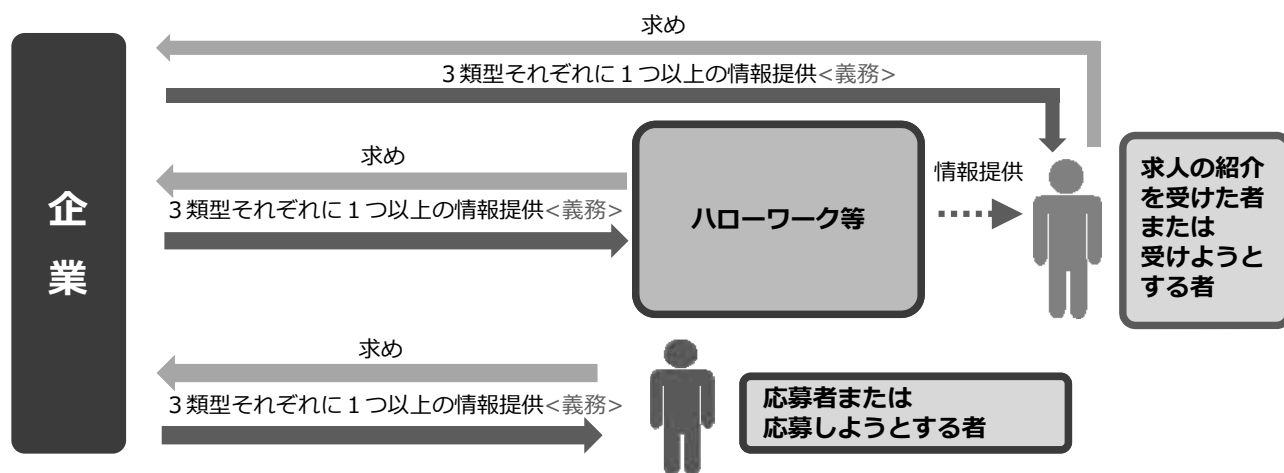 求め
３類型それぞれに１つ以上の情報提供<義務>
企
業
求め
３類型それぞれに１つ以上の情報提供<義務>
ハローワーク等
情報提供
求人の紹介
を受けた者
または
受けようと
する者
求め
３類型それぞれに１つ以上の情報提供<義務>
応募者または
応募しようとする者